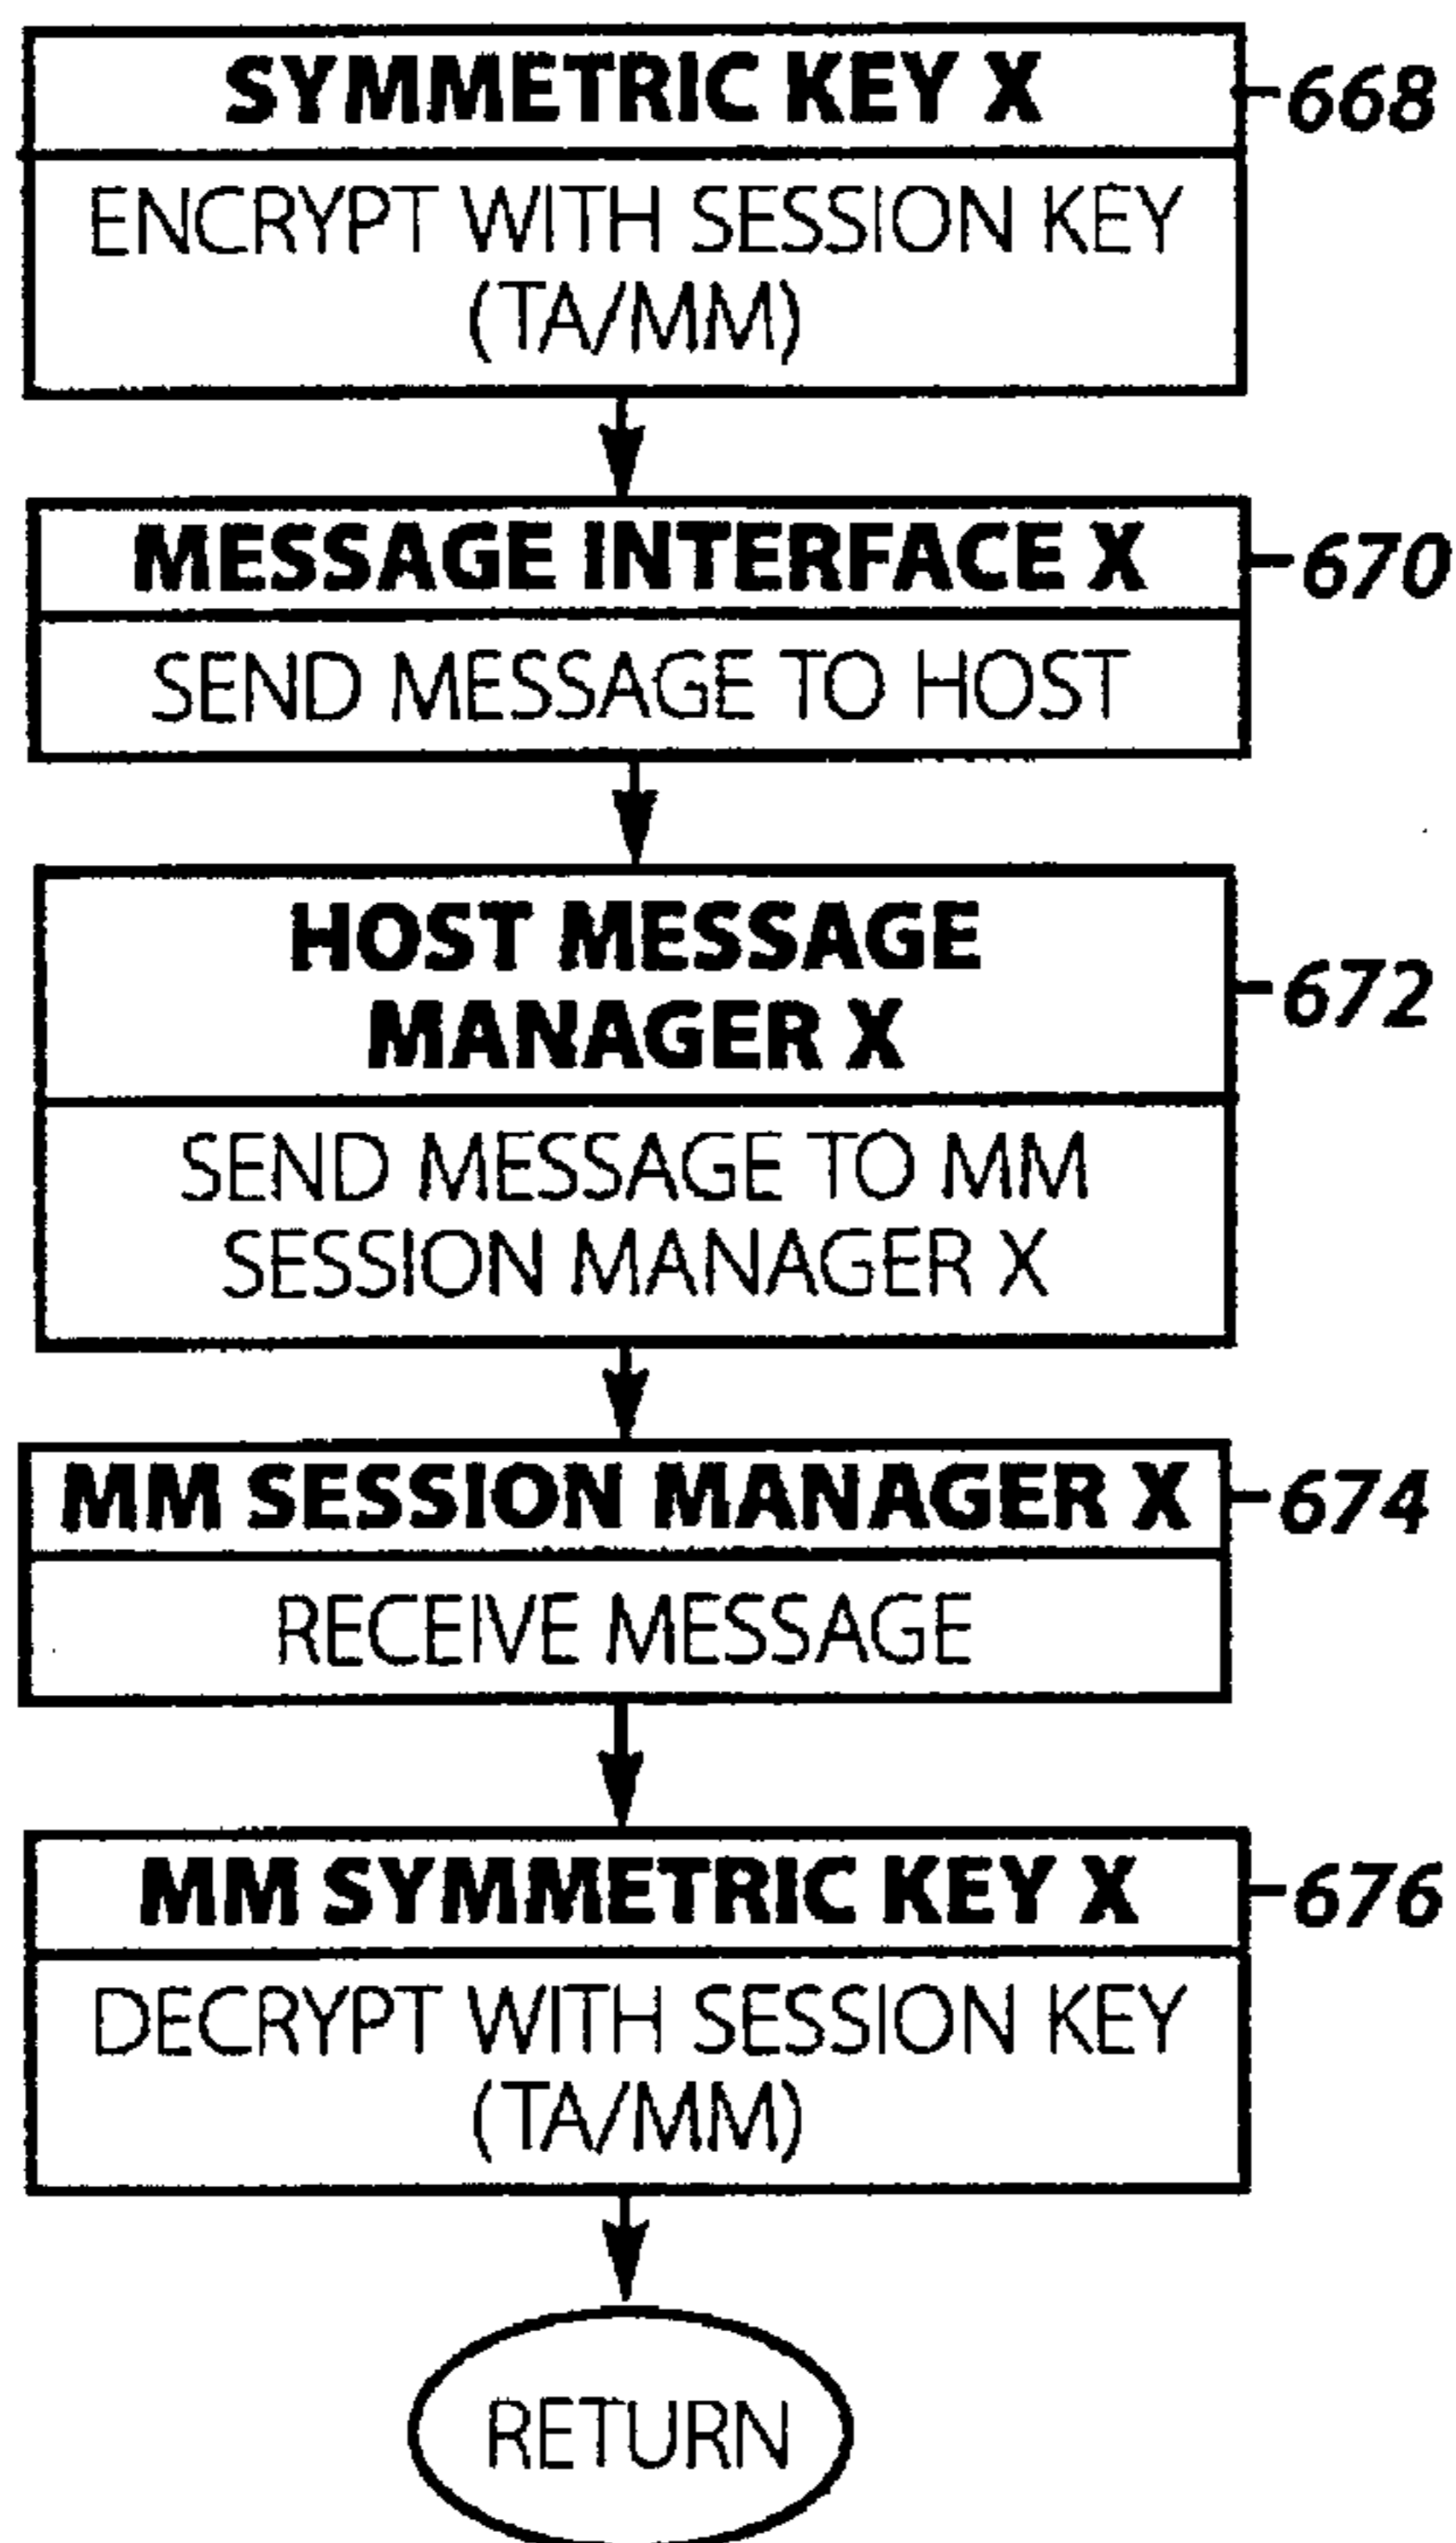 SYMMETRIC KEY X
668
ENCRYPT WITH SESSION KEY
(TA/MM)
MESSAGE INTERFACE X
670
SEND MESSAGE TO HOST
HOST MESSAGE
MANAGER X
672
SEND MESSAGE TO MM
SESSION MANAGER X
MM SESSION MANAGER X
674
RECEIVE MESSAGE
MM SYMMETRIC KEY X
676
DECRYPT WITH SESSION KEY
(TA/MM)
RETURN